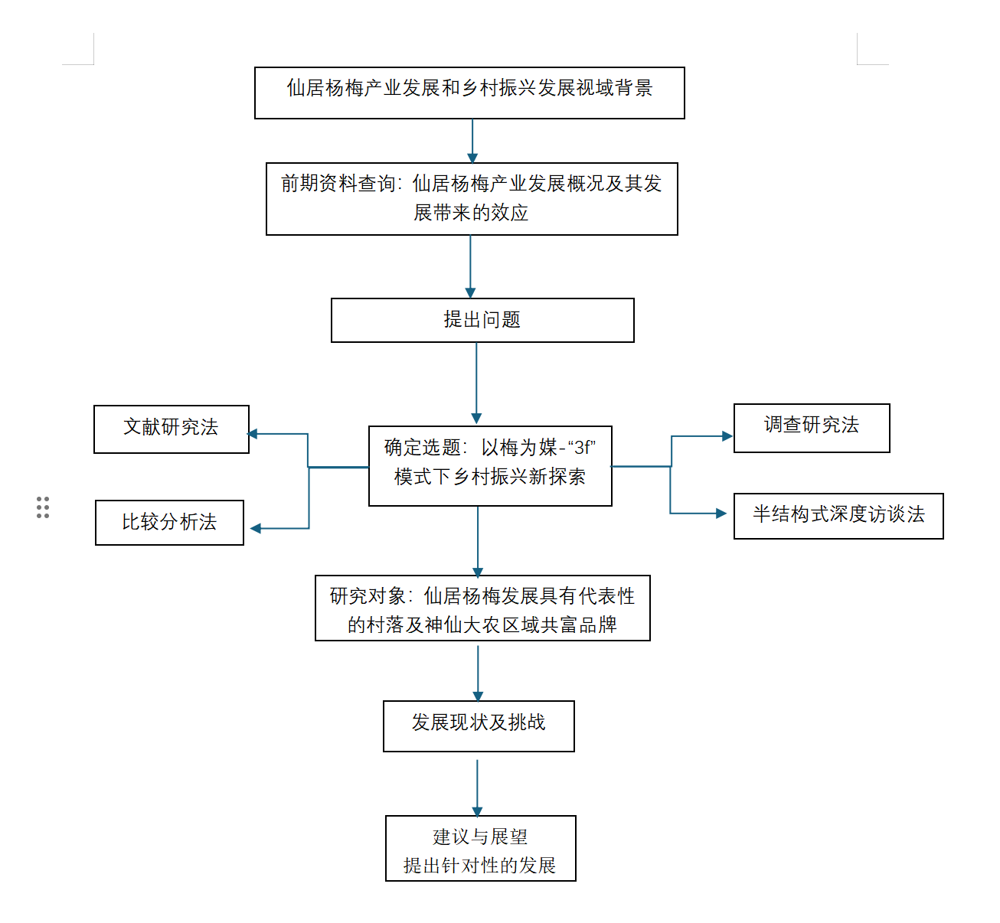 仙居杨梅产业发展和乡村振兴发展视域背景
前期资料查询：仙居杨梅产业发展概况及其发
展带来的效应
提出问题
文献研究法
调查研究法
确定选题：以梅为媒-“3f”
模式下乡村振兴新探索
比较分析法
半结构式深度访谈法
研究对象：仙居杨梅发展具有代表性
的村落及神仙大农区域共富品牌
发展现状及挑战
建议与展望
提出针对性的发展